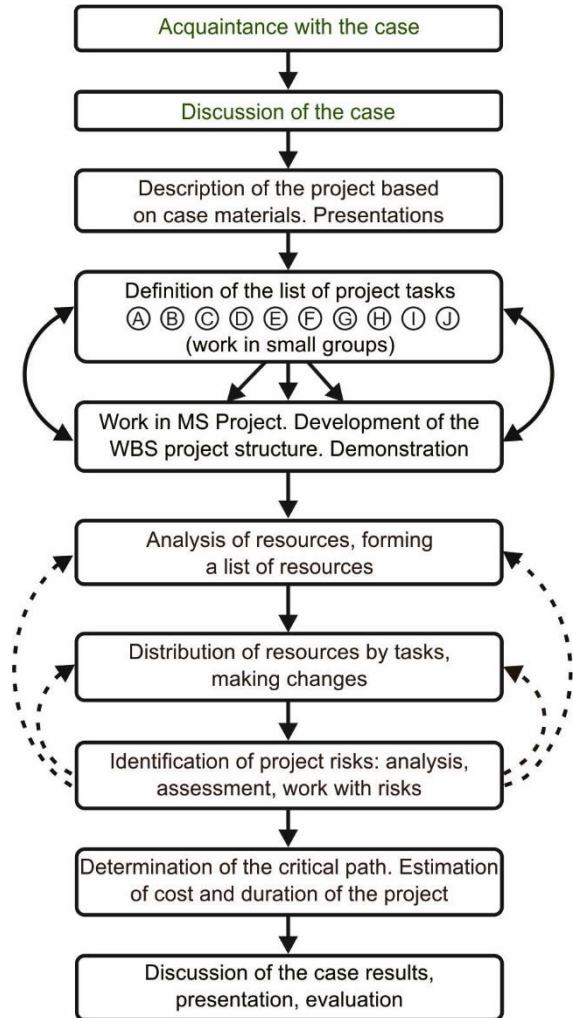 Acquaintance with the case
Discussion of the case
Description of the project based
on case materials. Presentations
Definition of the list of project tasks
A B C D E F G H I J
(work in small groups)
Work in MS Project. Development of the
WBS project structure. Demonstration
Analysis of resources, forming
a list of resources
Distribution of resources by tasks,
making changes
Identification of project risks: analysis,
assessment, work with risks
Determination of the critical path. Estimation
of cost and duration of the project
Discussion of the case results,
presentation, evaluation